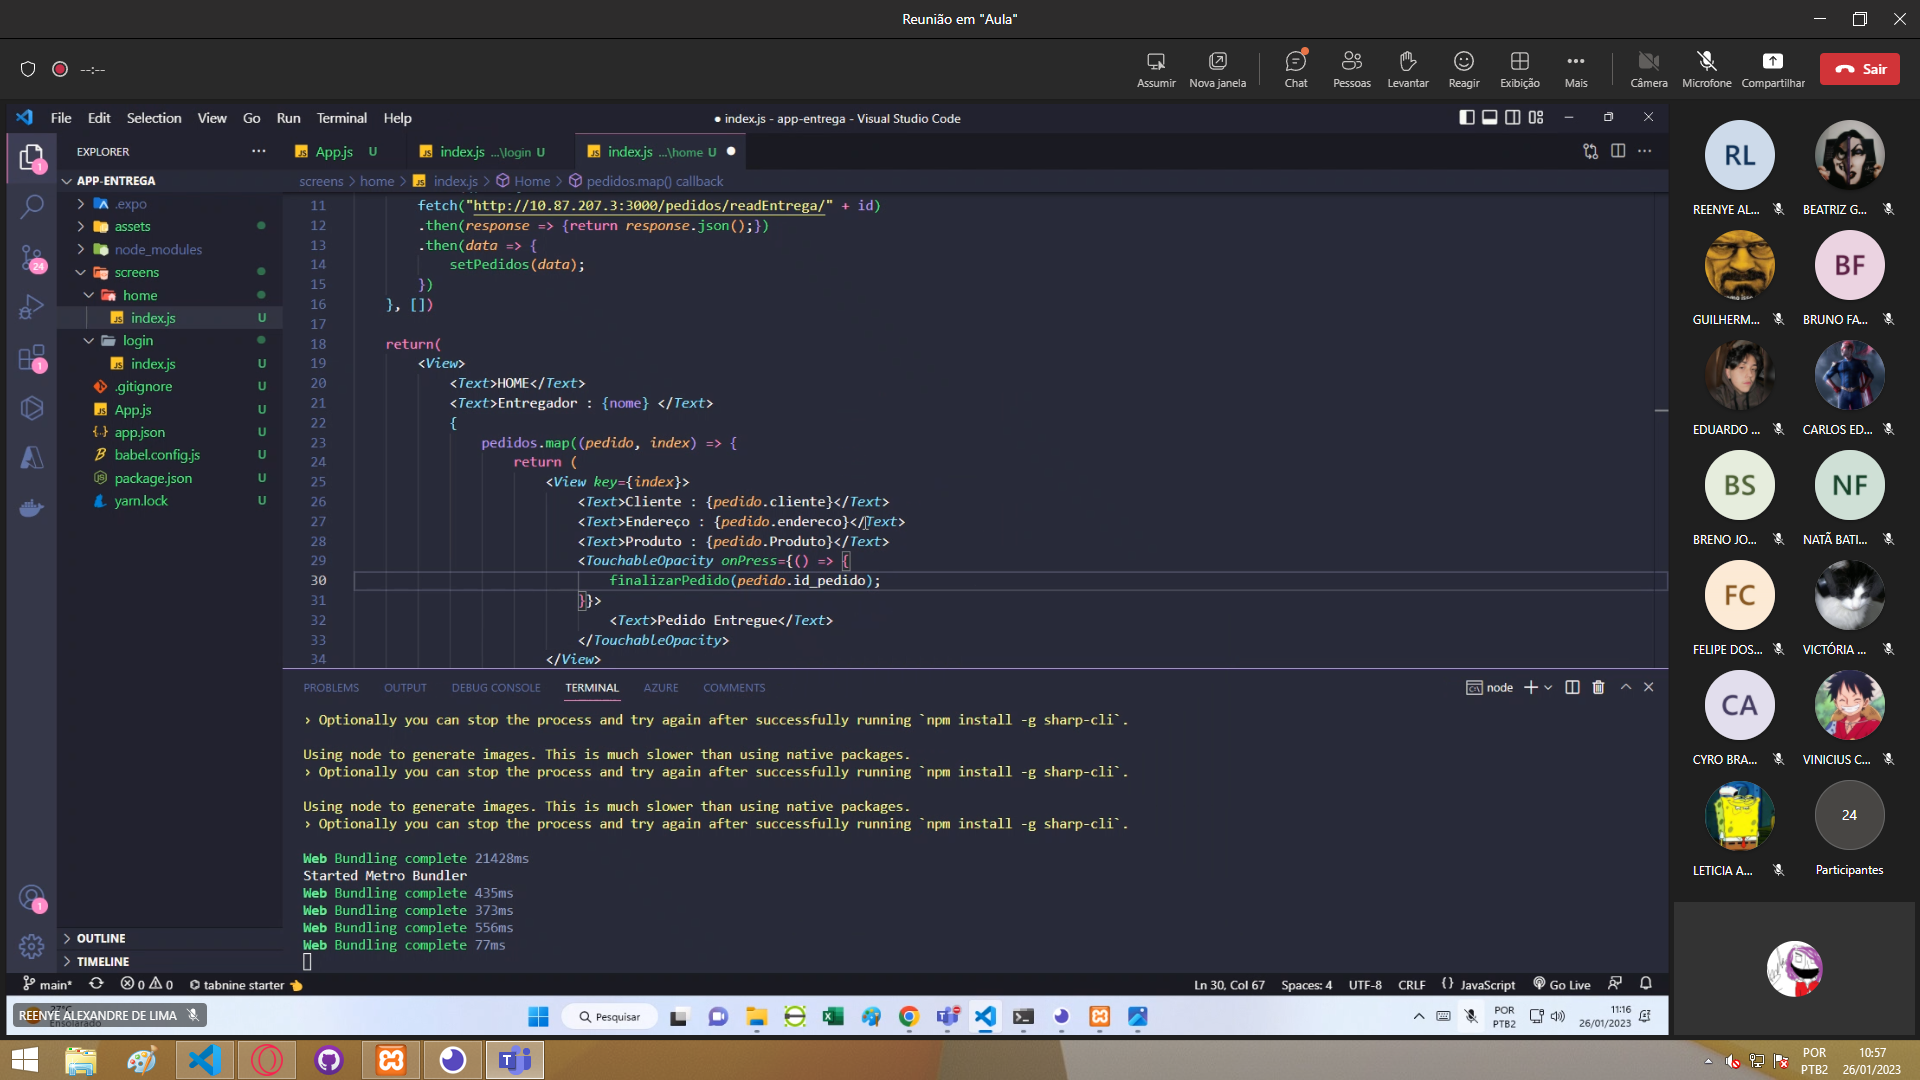 Reunião em "Aula"
--:--
Assumir
Nova janela
Chat
Pessoas
Levantar
Reagir
Exibição
Mais
Câmera
Microfone
Compartilhar
Sair
File Edit Selection View Go Run Terminal Help
● index.js - app-entrega - Visual Studio Code
EXPLORER
App.js U
index.js ...\login U
index.js ...\home U
APP-ENTREGA
screens > home > index.js > Home > pedidos.map() callback
.expo
assets
node_modules
screens
home
index.js U
login
index.js U
.gitignore U
App.js U
app.json U
babel.config.js U
package.json U
yarn.lock U
OUTLINE
TIMELINE
1
24
1
1
11 fetch("http://10.87.207.3:3000/pedidos/readEntrega/" + id)
12 .then(response => {return response.json();})
13 .then(data => {
14 setPedidos(data);
15 })
16 }, [])
17
18 return(
19 <View>
20 <Text>HOME</Text>
21 <Text>Entregador : {nome} </Text>
22 {
23 pedidos.map((pedido, index) => {
24 return (
25 <View key={index}>
26 <Text>Cliente : {pedido.cliente}</Text>
27 <Text>Endereço : {pedido.endereco}</Text>
28 <Text>Produto : {pedido.Produto}</Text>
29 <TouchableOpacity onPress={() => {
30 finalizarPedido(pedido.id_pedido);
31 }}>
32 <Text>Pedido Entregue</Text>
33 </TouchableOpacity>
34 </View>
PROBLEMS OUTPUT DEBUG CONSOLE TERMINAL AZURE COMMENTS
node
› Optionally you can stop the process and try again after successfully running `npm install -g sharp-cli`.
Using node to generate images. This is much slower than using native packages.
› Optionally you can stop the process and try again after successfully running `npm install -g sharp-cli`.
Using node to generate images. This is much slower than using native packages.
› Optionally you can stop the process and try again after successfully running `npm install -g sharp-cli`.
Web Bundling complete 21428ms
Started Metro Bundler
Web Bundling complete 435ms
Web Bundling complete 373ms
Web Bundling complete 556ms
Web Bundling complete 77ms
main* 0 0 tabnine starter
Ln 30, Col 67 Spaces: 4 UTF-8 CRLF {} JavaScript Go Live
REENYE ALEXANDRE DE LIMA
Pesquisar
POR
PTB2
11:16
26/01/2023
RL
REENYE AL...
BEATRIZ G...
GUILHERM...
BF
BRUNO FA...
EDUARDO ...
CARLOS ED...
BS
BRENO JO...
NF
NATÃ BATI...
FC
FELIPE DOS...
VICTÓRIA ...
CA
CYRO BRA...
VINICIUS C...
LETICIA A...
24
Participantes
POR
PTB2
10:57
26/01/2023